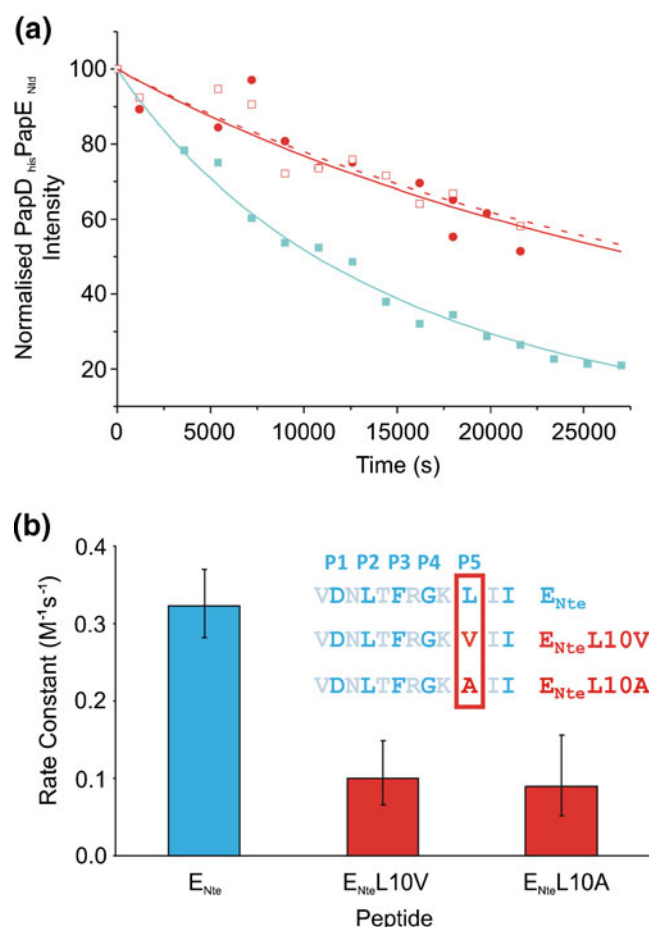 (a)
Normalised PapD hisPapE Ntd
Intensity
100
80
60
40
20
0
5000
10000
15000
20000
25000
Time (s)
(b)
Rate Constant (M-1s-1)
0.4
0.3
0.2
0.1
0.0
P1 P2 P3 P4 P5
VDNLTFRGKLII ENte
VDNLTFRGKVII ENteL10V
VDNLTFRGKAII ENteL10A
ENte
ENteL10V
ENteL10A
Peptide